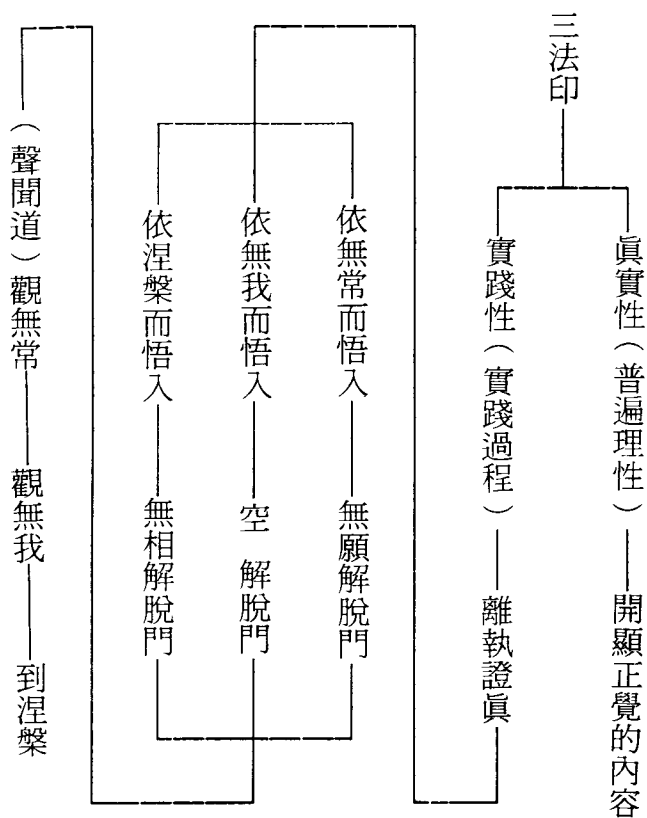 三法印
眞實性（普遍理性） 開顯正覺的內容
實踐性（實踐過程） 離執證眞
依無常而悟入 無願解脫門
依無我而悟入 空 解脫門
依涅槃而悟入 無相解脫門
（聲聞道）觀無常 觀無我 到涅槃